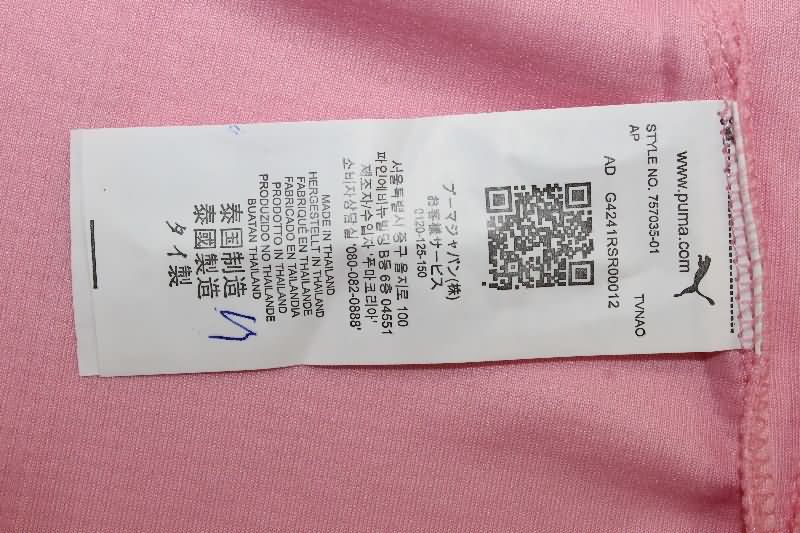 www.puma.com
STYLE NO. 757035-01 TVNAO
AP
AD G4241RSR00012
プーマジャパン(株)
お客様サービス
0120-125-150
서울특별시 중구 을지로 100
파인에비뉴빌딩 B동 6층 04551
제조자/수입자 '푸마코리아'
소비자상담실 '080-082-0888'
MADE IN THAILAND
HERGESTELLT IN THAILAND
FABRIQUÉ EN THAÏLANDE
FABRICADO EN TAILANDIA
PRODOTTO IN THAILAND
PRODUZIDO NO THAILANDE
BUATAN THAILAND
泰国制造
泰國製造
タイ製